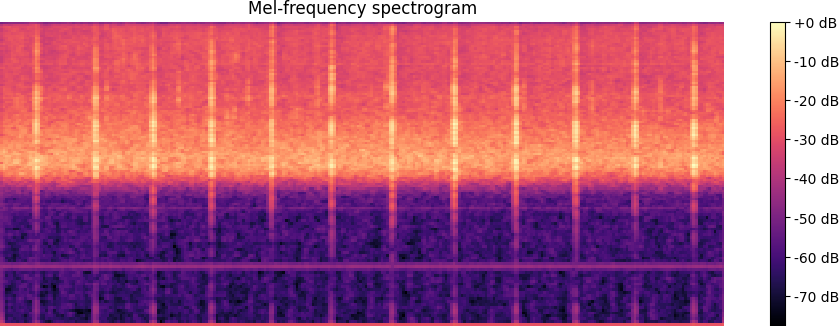 Mel-frequency spectrogram
+0 dB
-10 dB
-20 dB
-30 dB
-40 dB
-50 dB
-60 dB
-70 dB